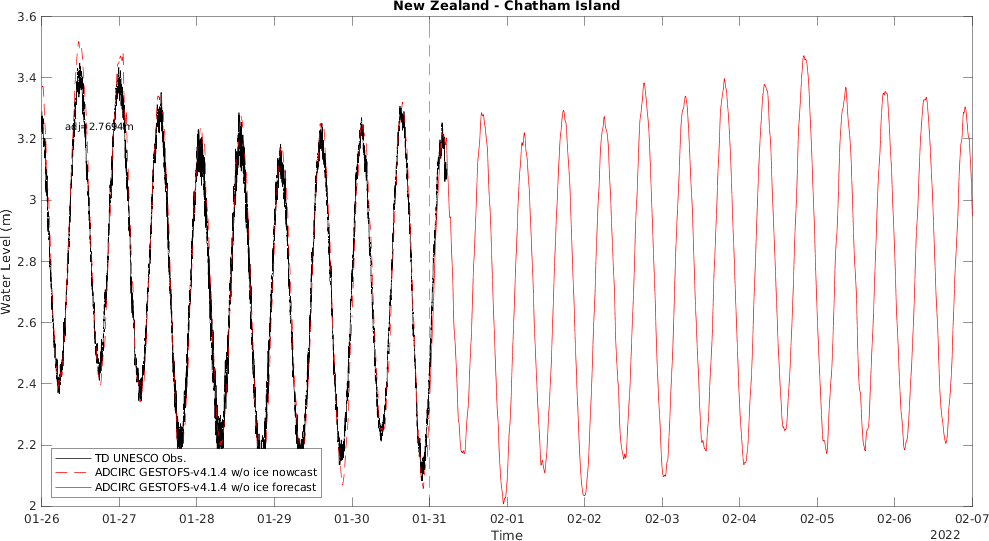 New Zealand - Chatham Island
3.6
3.4
3.2
3
2.8
2.6
2.4
2.2
2
Water Level (m)
adj=2.7694m
TD UNESCO Obs.
ADCIRC GESTOFS-v4.1.4 w/o ice nowcast
ADCIRC GESTOFS-v4.1.4 w/o ice forecast
01-26 01-27 01-28 01-29 01-30 01-31 02-01 02-02 02-03 02-04 02-05 02-06 02-07
Time
2022